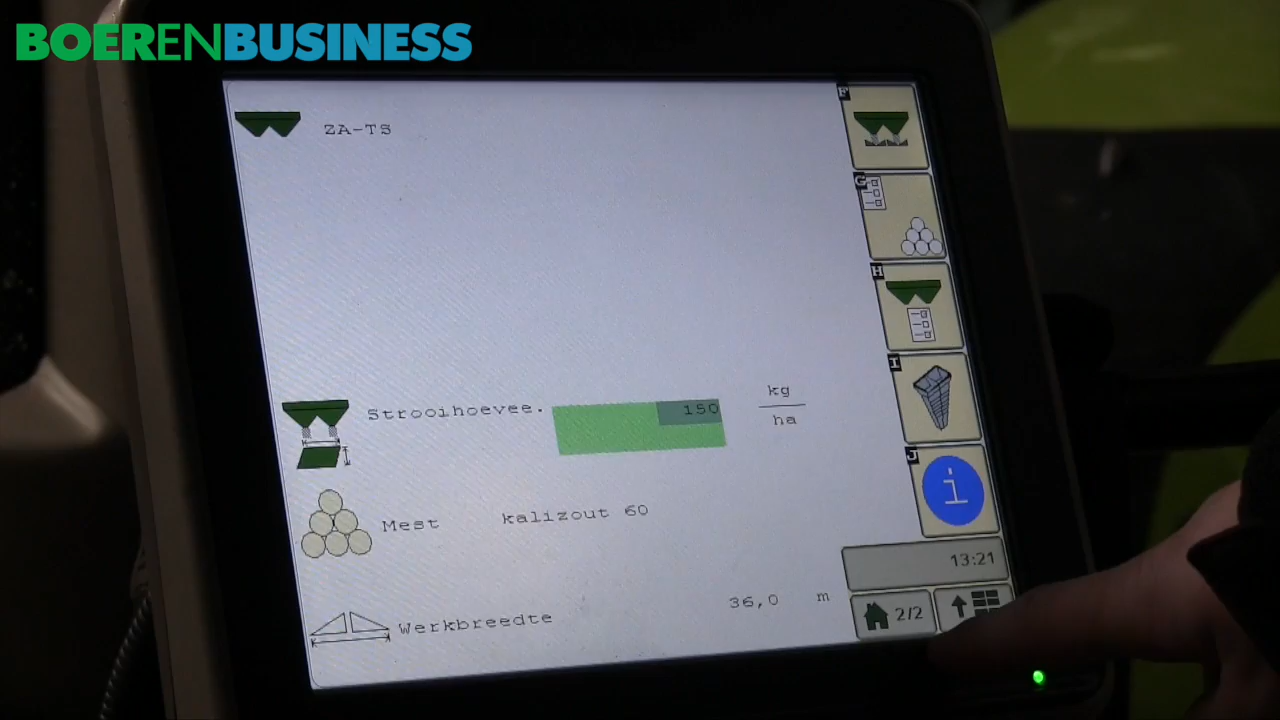 BOERENBUSINESS
ZA-TS
F
G
H
Strooihoevee. 150 kg
ha
I
J
i
Mest kalizout 60
13:21
Werkbreedte 36,0 m
2/2